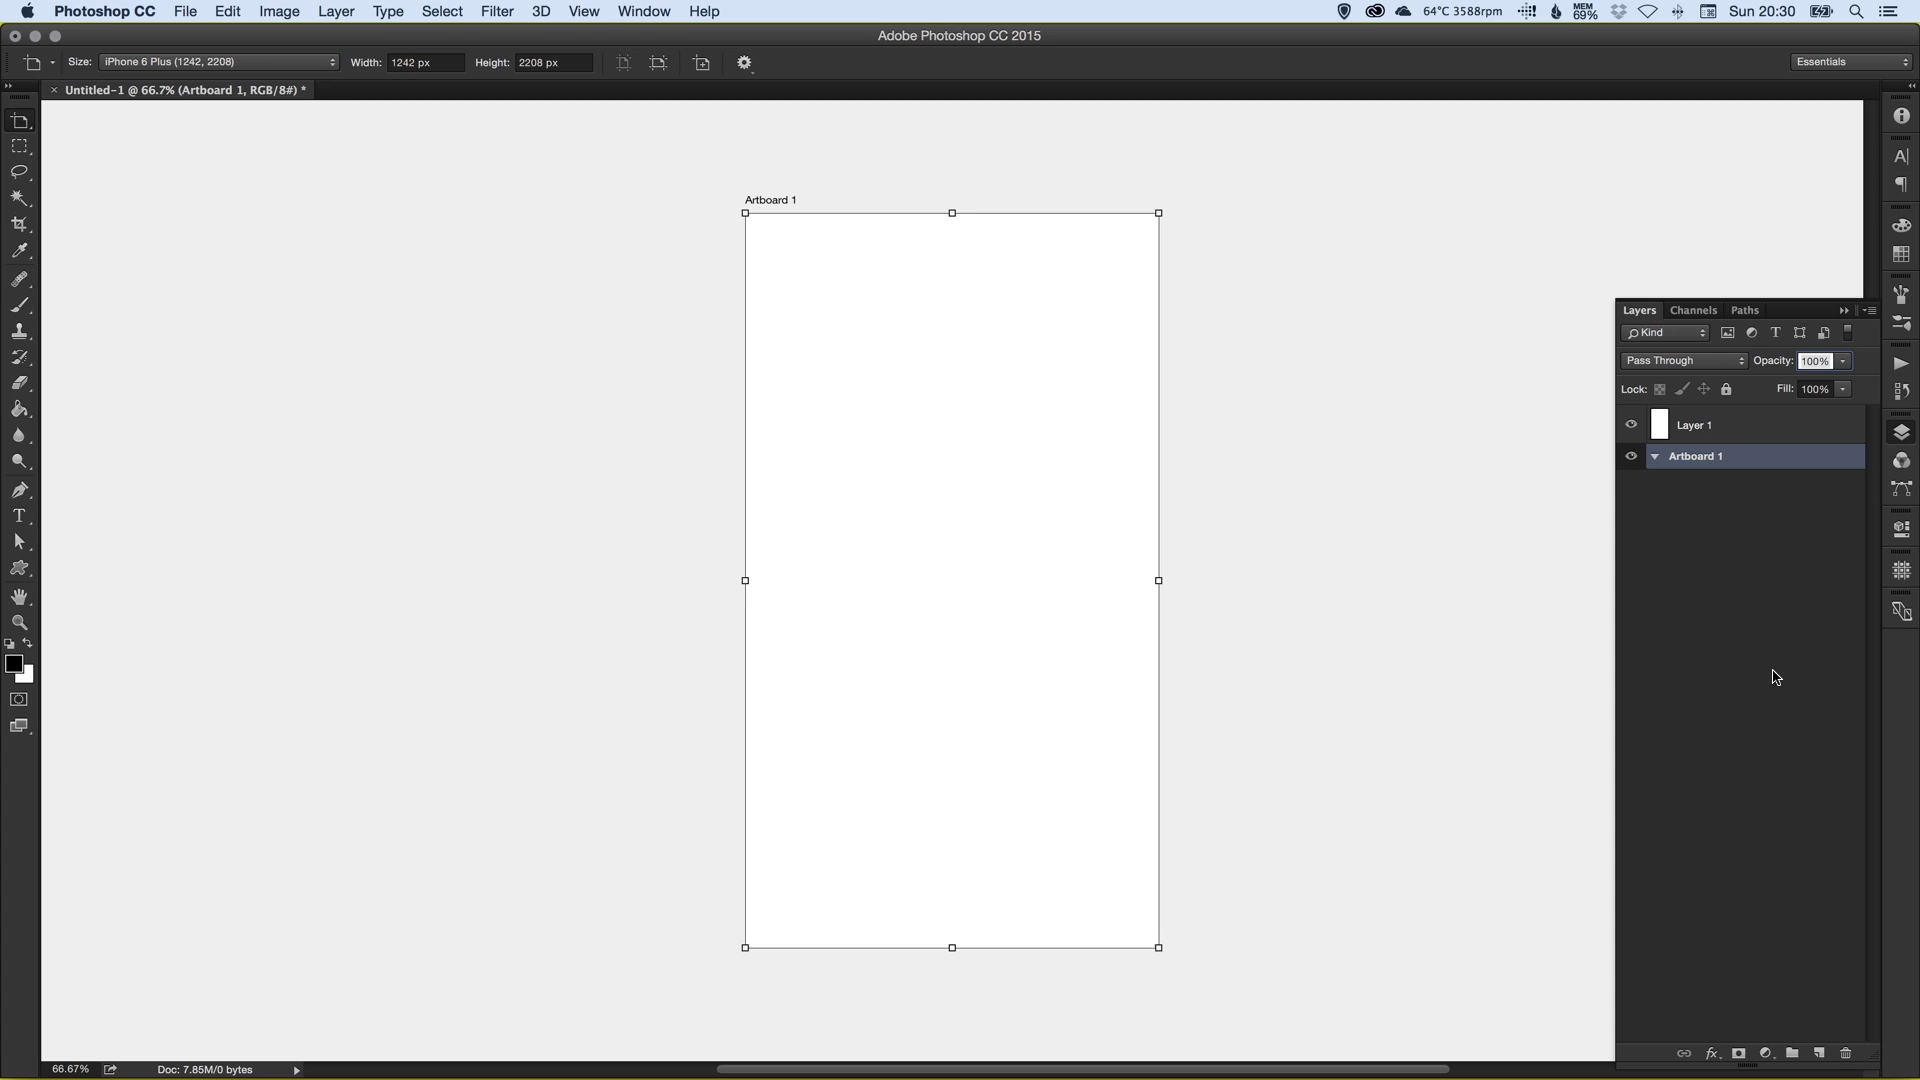 Photoshop CC File Edit Image Layer Type Select Filter 3D View Window Help 64°C 3588rpm MEM 69% Sun 20:30
Adobe Photoshop CC 2015
Size: iPhone 6 Plus (1242, 2208) Width: 1242 px Height: 2208 px Essentials
× Untitled-1 @ 66.7% (Artboard 1, RGB/8#) *
Artboard 1
Layers Channels Paths
Kind
Pass Through Opacity: 100%
Lock: Fill: 100%
Layer 1
Artboard 1
66.67% Doc: 7.85M/0 bytes